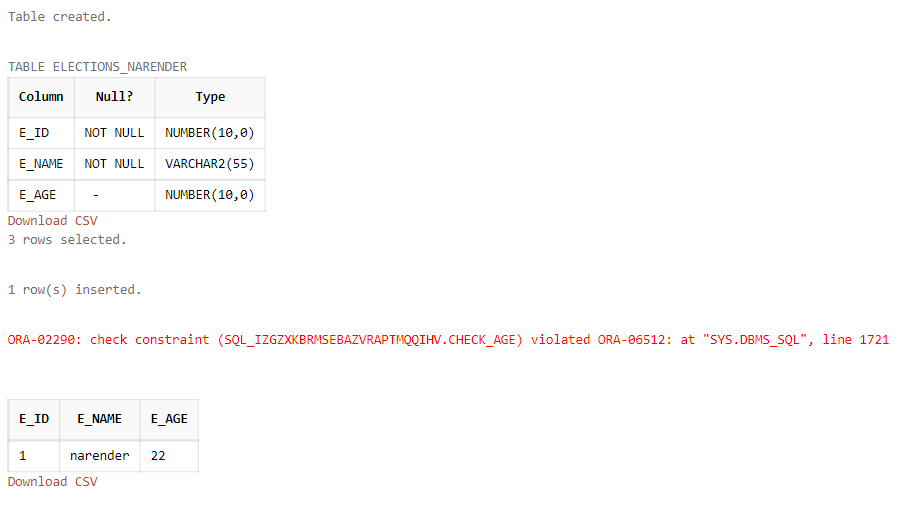 Table created.
TABLE ELECTIONS_NARENDER
Column Null? Type
E_ID NOT NULL NUMBER(10,0)
E_NAME NOT NULL VARCHAR2(55)
E_AGE - NUMBER(10,0)
Download CSV
3 rows selected.
1 row(s) inserted.
ORA-02290: check constraint (SQL_IZGZXKBRMSEBAZVRAPTMQQIHV.CHECK_AGE) violated ORA-06512: at "SYS.DBMS_SQL", line 1721
E_ID E_NAME E_AGE
1 narender 22
Download CSV